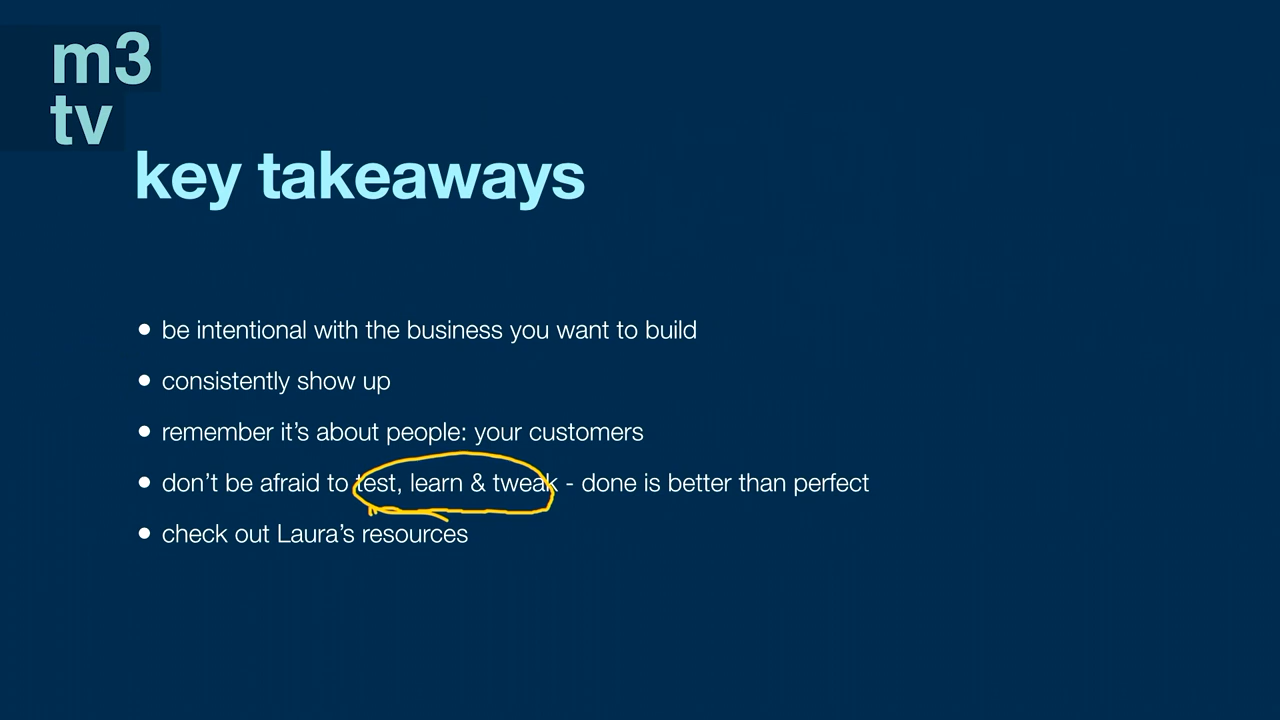 m3
tv
key takeaways
• be intentional with the business you want to build
• consistently show up
• remember it's about people: your customers
• don't be afraid to test, learn & tweak - done is better than perfect
• check out Laura's resources